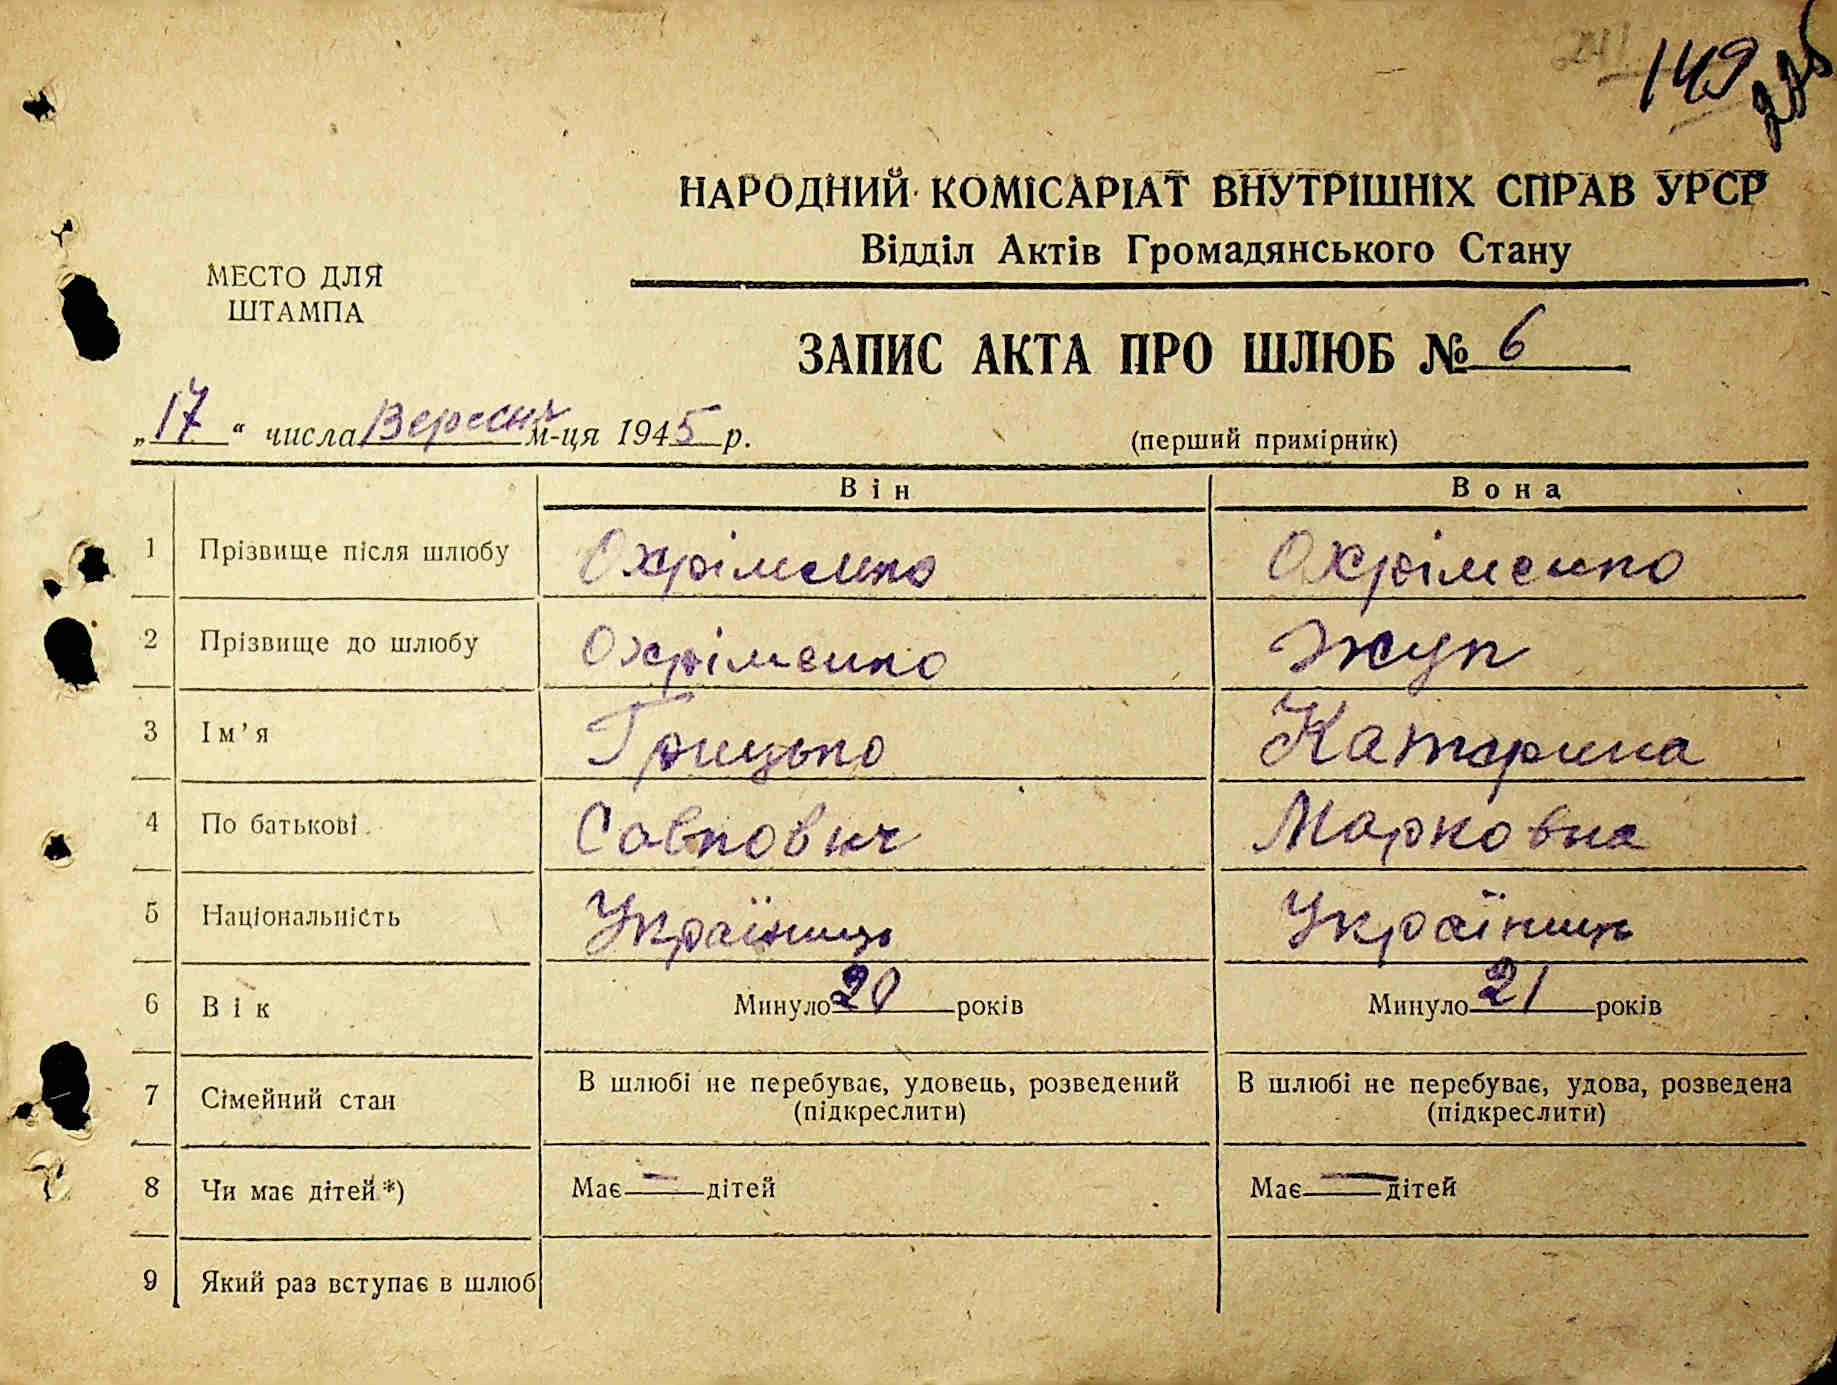 149
225
НАРОДНИЙ КОМІСАРІАТ ВНУТРІШНІХ СПРАВ УРСР
Відділ Актів Громадянського Стану
МЕСТО ДЛЯ
ШТАМПА
ЗАПИС АКТА ПРО ШЛЮБ № 6
„17“ числа Вересня м-ця 1945 р.
(перший примірник)
Він Вона
1 Прізвище після шлюбу Охріменко Охріменко
2 Прізвище до шлюбу Охріменко Жук
3 Ім'я Грицько Катерина
4 По батькові Савкович Марковна
5 Національність Українець Українець
6 Вік Минуло 20 років Минуло 21 років
7 Сімейний стан В шлюбі не перебуває, удовець, розведений В шлюбі не перебуває, удова, розведена
(підкреслити) (підкреслити)
8 Чи має дітей*) Має — дітей Має — дітей
9 Який раз вступає в шлюб